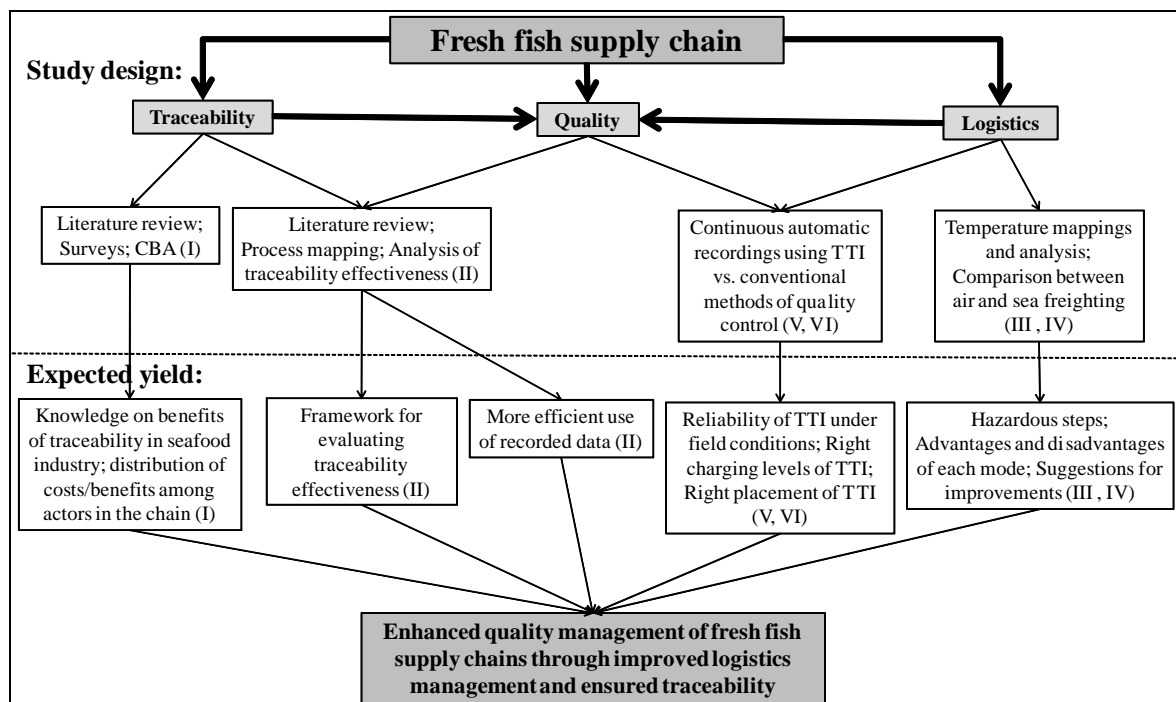 Fresh fish supply chain
Study design:
Traceability
Quality
Logistics
Literature review;
Surveys; CBA (I)
Literature review;
Process mapping; Analysis of
traceability effectiveness (II)
Continuous automatic
recordings using TTI
vs. conventional
methods of quality
control (V, VI)
Temperature mappings
and analysis;
Comparison between
air and sea freighting
(III , IV)
Expected yield:
Knowledge on benefits
of traceability in seafood
industry; distribution of
costs/benefits among
actors in the chain (I)
Framework for
evaluating
traceability
effectiveness (II)
More efficient use
of recorded data (II)
Reliability of TTI under
field conditions; Right
charging levels of TTI;
Right placement of TTI
(V, VI)
Hazardous steps;
Advantages and disadvantages
of each mode; Suggestions for
improvements (III , IV)
Enhanced quality management of fresh fish
supply chains through improved logistics
management and ensured traceability